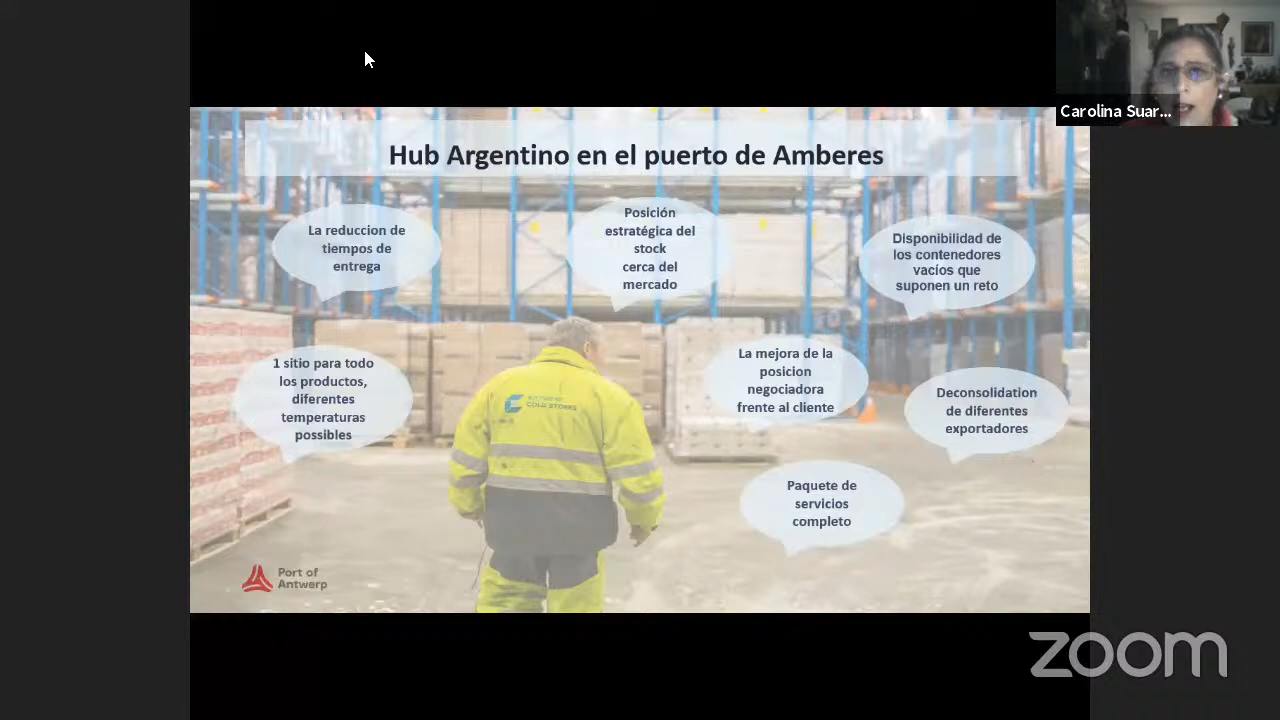 Carolina Suar...
Hub Argentino en el puerto de Amberes
La reduccion de
tiempos de
entrega
Posición
estratégica del
stock
cerca del
mercado
Disponibilidad de
los contenedores
vacíos que
suponen un reto
1 sitio para todo
los productos,
diferentes
temperaturas
possibles
La mejora de la
posicion
negociadora
frente al cliente
Deconsolidation
de diferentes
exportadores
Paquete de
servicios
completo
COLD STORES
Port of
Antwerp
zoom